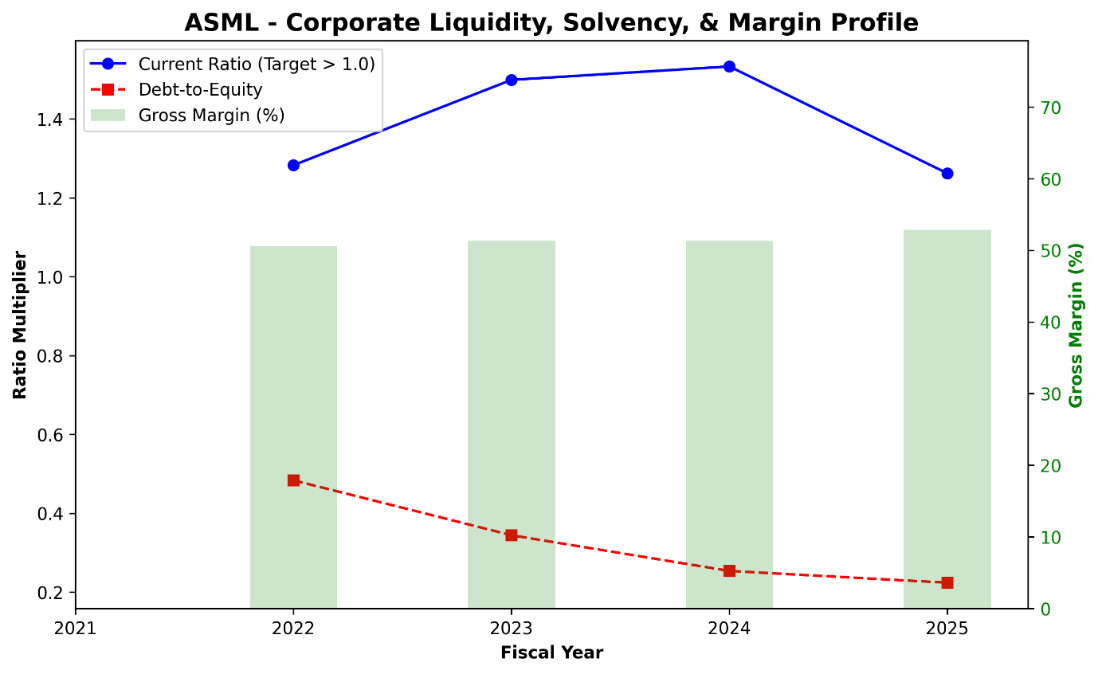 ASML - Corporate Liquidity, Solvency, & Margin Profile
Current Ratio (Target > 1.0)
Debt-to-Equity
Gross Margin (%)
Ratio Multiplier
1.4
1.2
1.0
0.8
0.6
0.4
0.2
70
60
50
40
30
20
10
0
Gross Margin (%)
2021 2022 2023 2024 2025
Fiscal Year